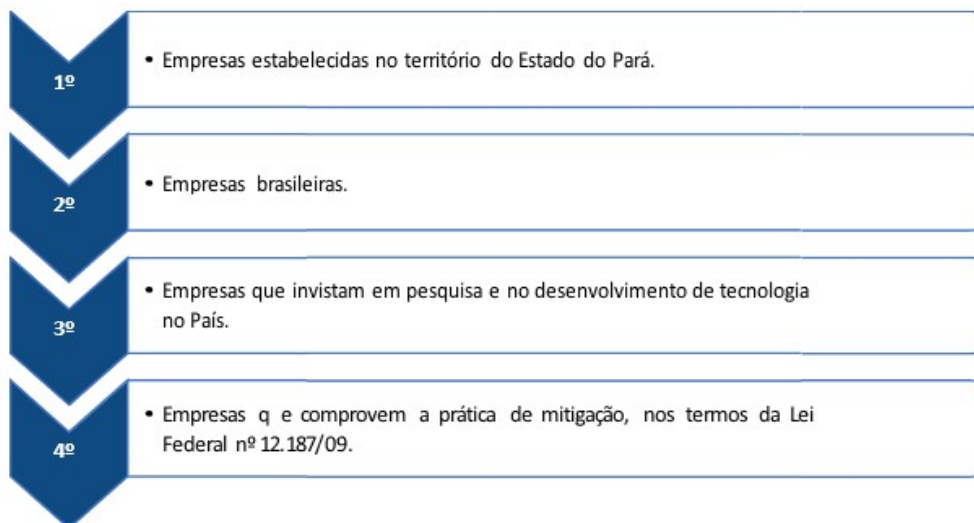 1º
• Empresas estabelecidas no território do Estado do Pará.
2º
• Empresas brasileiras.
3º
• Empresas que invistam em pesquisa e no desenvolvimento de tecnologia
no País.
4º
• Empresas q e comprovem a prática de mitigação, nos termos da Lei
Federal nº 12.187/09.